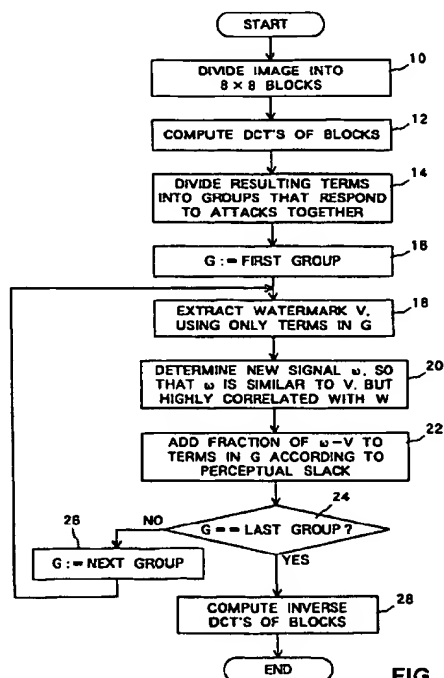 START
10
DIVIDE IMAGE INTO
8 × 8 BLOCKS
12
COMPUTE DCT'S OF BLOCKS
14
DIVIDE RESULTING TERMS
INTO GROUPS THAT RESPOND
TO ATTACKS TOGETHER
16
G := FIRST GROUP
18
EXTRACT WATERMARK V,
USING ONLY TERMS IN G
20
DETERMINE NEW SIGNAL ω, SO
THAT ω IS SIMILAR TO V, BUT
HIGHLY CORRELATED WITH W
22
ADD FRACTION OF ω-V TO
TERMS IN G ACCORDING TO
PERCEPTUAL SLACK
24
G == LAST GROUP?
NO
26
G := NEXT GROUP
YES
28
COMPUTE INVERSE
DCT'S OF BLOCKS
END
FIG